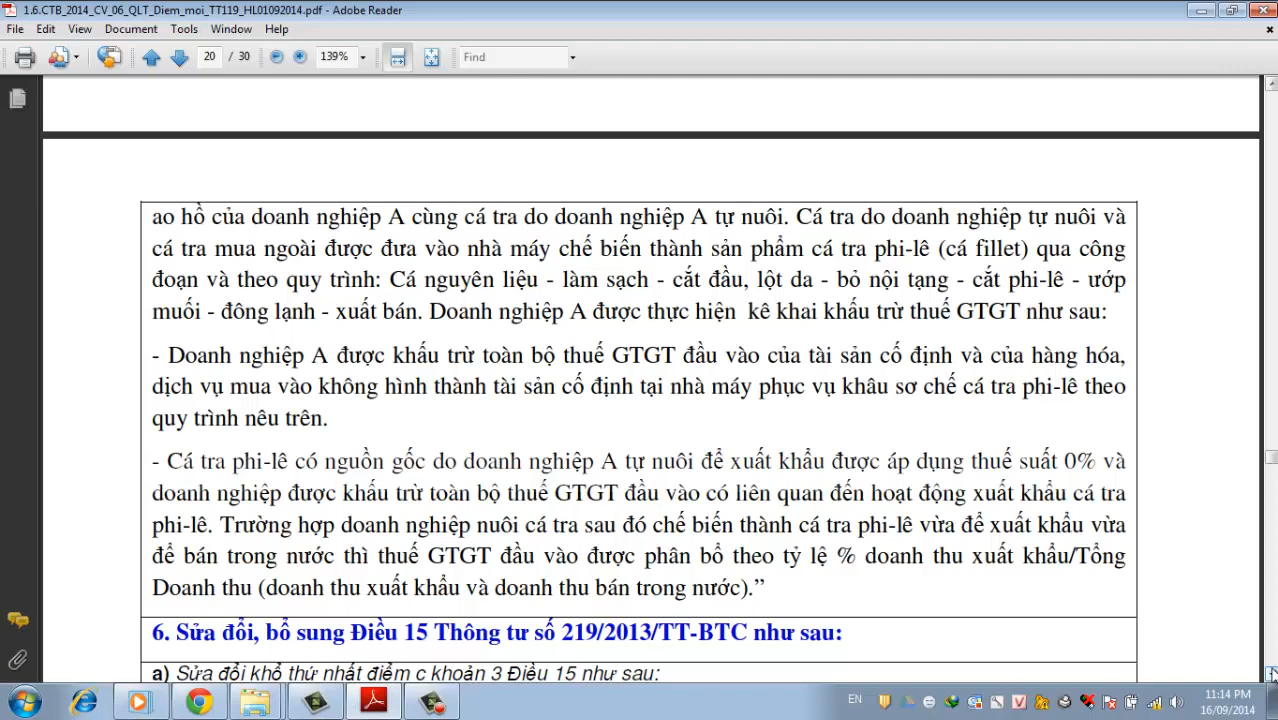 1.6.CTB_2014_CV_06_QLT_Diem_moi_TT119_HL01092014.pdf - Adobe Reader
File Edit View Document Tools Window Help
20 / 30 139% Find
ao hồ của doanh nghiệp A cùng cá tra do doanh nghiệp A tự nuôi. Cá tra do doanh nghiệp tự nuôi và
cá tra mua ngoài được đưa vào nhà máy chế biến thành sản phẩm cá tra phi-lê (cá fillet) qua công
đoạn và theo quy trình: Cá nguyên liệu - làm sạch - cắt đầu, lột da - bỏ nội tạng - cắt phi-lê - ướp
muối - đông lạnh - xuất bán. Doanh nghiệp A được thực hiện kê khai khấu trừ thuế GTGT như sau:
- Doanh nghiệp A được khấu trừ toàn bộ thuế GTGT đầu vào của tài sản cố định và của hàng hóa,
dịch vụ mua vào không hình thành tài sản cố định tại nhà máy phục vụ khâu sơ chế cá tra phi-lê theo
quy trình nêu trên.
- Cá tra phi-lê có nguồn gốc do doanh nghiệp A tự nuôi để xuất khẩu được áp dụng thuế suất 0% và
doanh nghiệp được khấu trừ toàn bộ thuế GTGT đầu vào có liên quan đến hoạt động xuất khẩu cá tra
phi-lê. Trường hợp doanh nghiệp nuôi cá tra sau đó chế biến thành cá tra phi-lê vừa để xuất khẩu vừa
để bán trong nước thì thuế GTGT đầu vào được phân bổ theo tỷ lệ % doanh thu xuất khẩu/Tổng
Doanh thu (doanh thu xuất khẩu và doanh thu bán trong nước).”
6. Sửa đổi, bổ sung Điều 15 Thông tư số 219/2013/TT-BTC như sau:
a) Sửa đổi khổ thứ nhất điểm c khoản 3 Điều 15 như sau:
EN
11:14 PM
16/09/2014